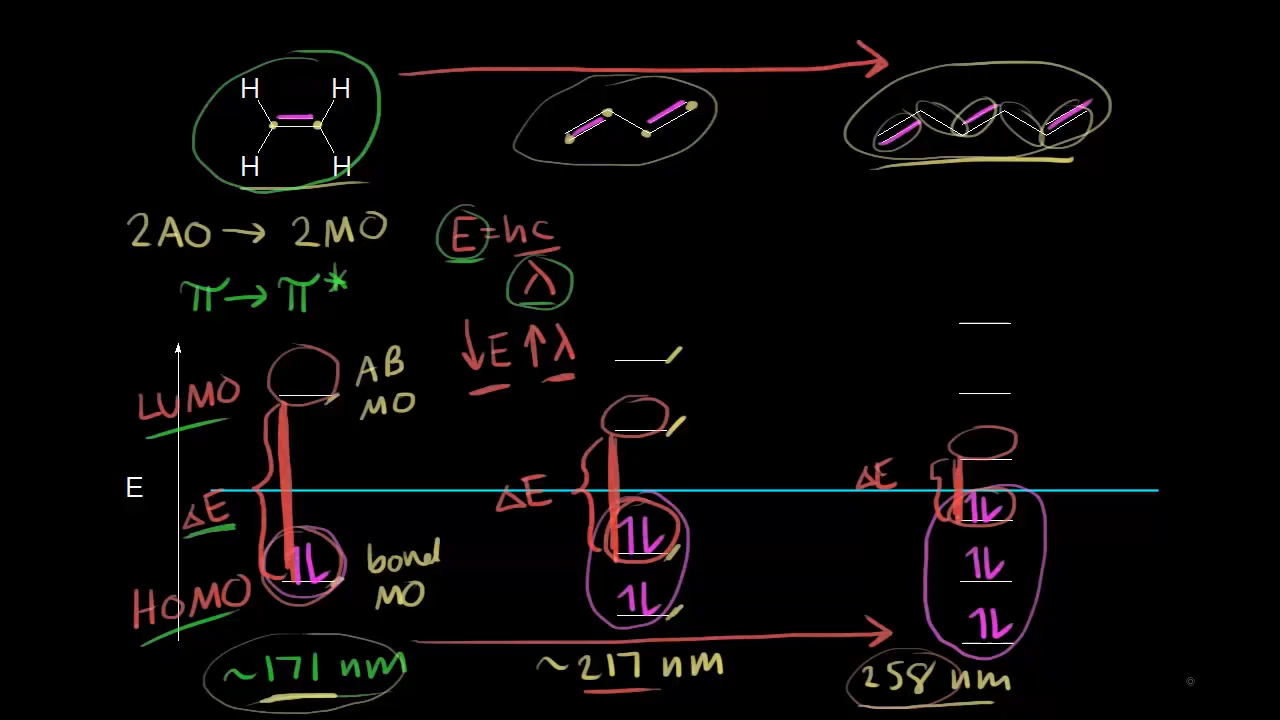 H H
H H
2AO → 2MO
E = hc
λ
π → π*
↓E ↑λ
AB
MO
LUMO
ΔE
ΔE
E
ΔE
bond
MO
HOMO
~171 nm
~217 nm
258 nm